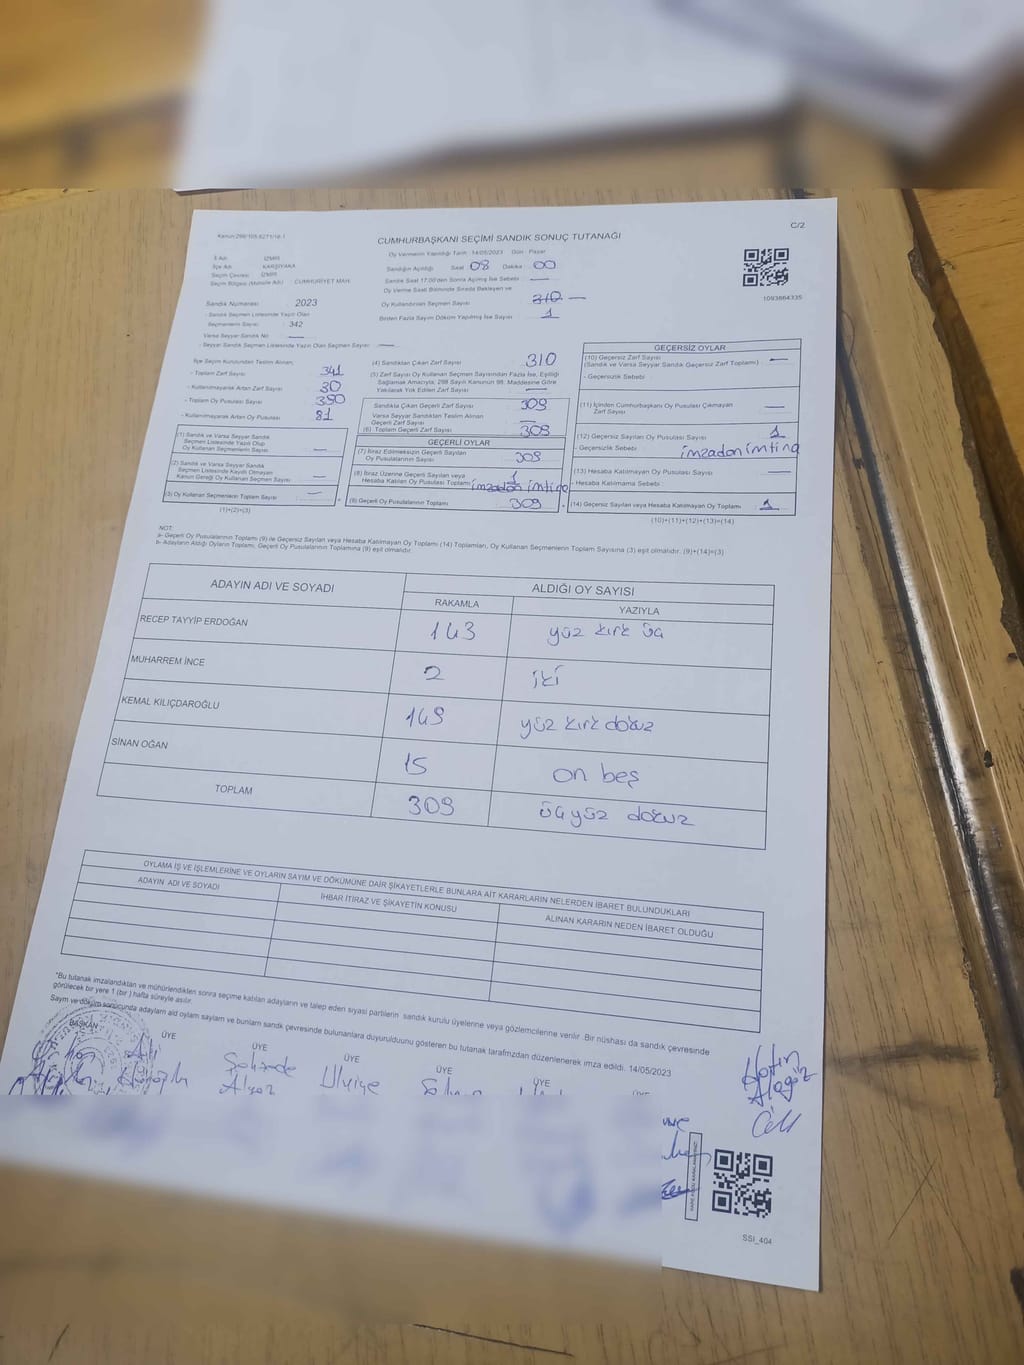 C/2
Kanun 298/105-6271/16-1
CUMHURBAŞKANI SEÇİMİ SANDIK SONUÇ TUTANAĞI
İl Adı İZMİR
İlçe Adı KARŞIYAKA
Seçim Çevresi İZMİR
Seçim Bölgesi (Mahalle Adı) : CUMHURİYET MAH.
Sandık Numarası : 2023
- Sandık Seçmen Listesinde Yazılı Olan
Seçmenlerin Sayısı : 342
Varsa Seyyar Sandık No —
- Seyyar Sandık Seçmen Listesinde Yazılı Olan Seçmen Sayısı —
Oy Vermenin Yapıldığı Tarih : 14/05/2023 Gün : Pazar
Sandığın Açıldığı Saat 08 Dakika 00
Sandık Saat 17.00'den Sonra Açılmış İse Sebebi —
Oy Verme Saati Bitiminde Sırada Bekleyen ve
Oy Kullandırılan Seçmen Sayısı 310 —
Birden Fazla Sayım Döküm Yapılmış İse Sayısı 1
1093864335
İlçe Seçim Kurulundan Teslim Alınan;
- Toplam Zarf Sayısı 341
- Kullanılmayarak Artan Zarf Sayısı 30
- Toplam Oy Pusulası Sayısı 390
- Kullanılmayarak Artan Oy Pusulası 81
(1) Sandık ve Varsa Seyyar Sandık
Seçmen Listesinde Yazılı Olup
Oy Kullanan Seçmenlerin Sayısı —
(2) Sandık ve Varsa Seyyar Sandık
Seçmen Listesinde Kayıtlı Olmayan
Kanun Gereği Oy Kullanan Seçmen Sayısı —
(3) Oy Kullanan Seçmenlerin Toplam Sayısı —
(1)+(2)=(3)
(4) Sandıktan Çıkan Zarf Sayısı 310
(5) Zarf Sayısı Oy Kullanan Seçmen Sayısından Fazla İse, Eşitliği
Sağlamak Amacıyla; 298 Sayılı Kanunun 98. Maddesine Göre
Yakılarak Yok Edilen Zarf Sayısı —
Sandıkta Çıkan Geçerli Zarf Sayısı 309
Varsa Seyyar Sandıktan Teslim Alınan
Geçerli Zarf Sayısı —
(6) Toplam Geçerli Zarf Sayısı 309
GEÇERLİ OYLAR
(7) İtiraz Edilmeksizin Geçerli Sayılan
Oy Pusulalarının Sayısı 309
(8) İtiraz Üzerine Geçerli Sayılan veya 1
Hesaba Katılan Oy Pusulası Toplamı imzadan imtina
(9) Geçerli Oy Pusulalarının Toplamı 309
GEÇERSİZ OYLAR
(10) Geçersiz Zarf Sayısı —
(Sandık ve Varsa Seyyar Sandık Geçersiz Zarf Toplamı)
- Geçersizlik Sebebi :
(11) İçinden Cumhurbaşkanı Oy Pusulası Çıkmayan
Zarf Sayısı —
(12) Geçersiz Sayılan Oy Pusulası Sayısı 1
- Geçersizlik Sebebi : imzadan imtina
(13) Hesaba Katılmayan Oy Pusulası Sayısı —
- Hesaba Katılmama Sebebi :
(14) Geçersiz Sayılan veya Hesaba Katılmayan Oy Toplamı 1
(10)+(11)+(12)+(13)=(14)
NOT:
a- Geçerli Oy Pusulalarının Toplamı (9) ile Geçersiz Sayılan veya Hesaba Katılmayan Oy Toplamı (14) Toplamları, Oy Kullanan Seçmenlerin Toplam Sayısına (3) eşit olmalıdır. (9)+(14)=(3)
b- Adayların Aldığı Oyların Toplamı, Geçerli Oy Pusulalarının Toplamına (9) eşit olmalıdır.
ADAYIN ADI VE SOYADI ALDIĞI OY SAYISI
RAKAMLA YAZIYLA
RECEP TAYYİP ERDOĞAN 143 yüz kırk üç
MUHARREM İNCE 2 iki
KEMAL KILIÇDAROĞLU 149 yüz kırk dokuz
SİNAN OĞAN 15 on beş
TOPLAM 309 üçyüz dokuz
OYLAMA İŞ VE İŞLEMLERİNE VE OYLARIN SAYIM VE DÖKÜMÜNE DAİR ŞİKAYETLERLE BUNLARA AİT KARARLARIN NELERDEN İBARET BULUNDUKLARI
ADAYIN ADI VE SOYADI İHBAR İTİRAZ VE ŞİKAYETİN KONUSU ALINAN KARARIN NEDEN İBARET OLDUĞU
*Bu tutanak imzalandıktan ve mühürlendikten sonra seçime katılan adayların ve talep eden siyasi partilerin sandık kurulu üyelerine veya gözlemcilerine verilir. Bir nüshası da sandık çevresinde
görülecek bir yere 1 (bir) hafta süreyle asılır.
Sayım ve döküm sonucunda adayların aldığı oyların sayıları ve bunların sandık çevresinde bulunanlara duyurulduğunu gösteren bu tutanak tarafımızdan düzenlenerek imza edildi. 14/05/2023
BAŞKAN ÜYE ÜYE ÜYE ÜYE ÜYE ÜYE
Ali Şehinde Ulviye
SSI_404